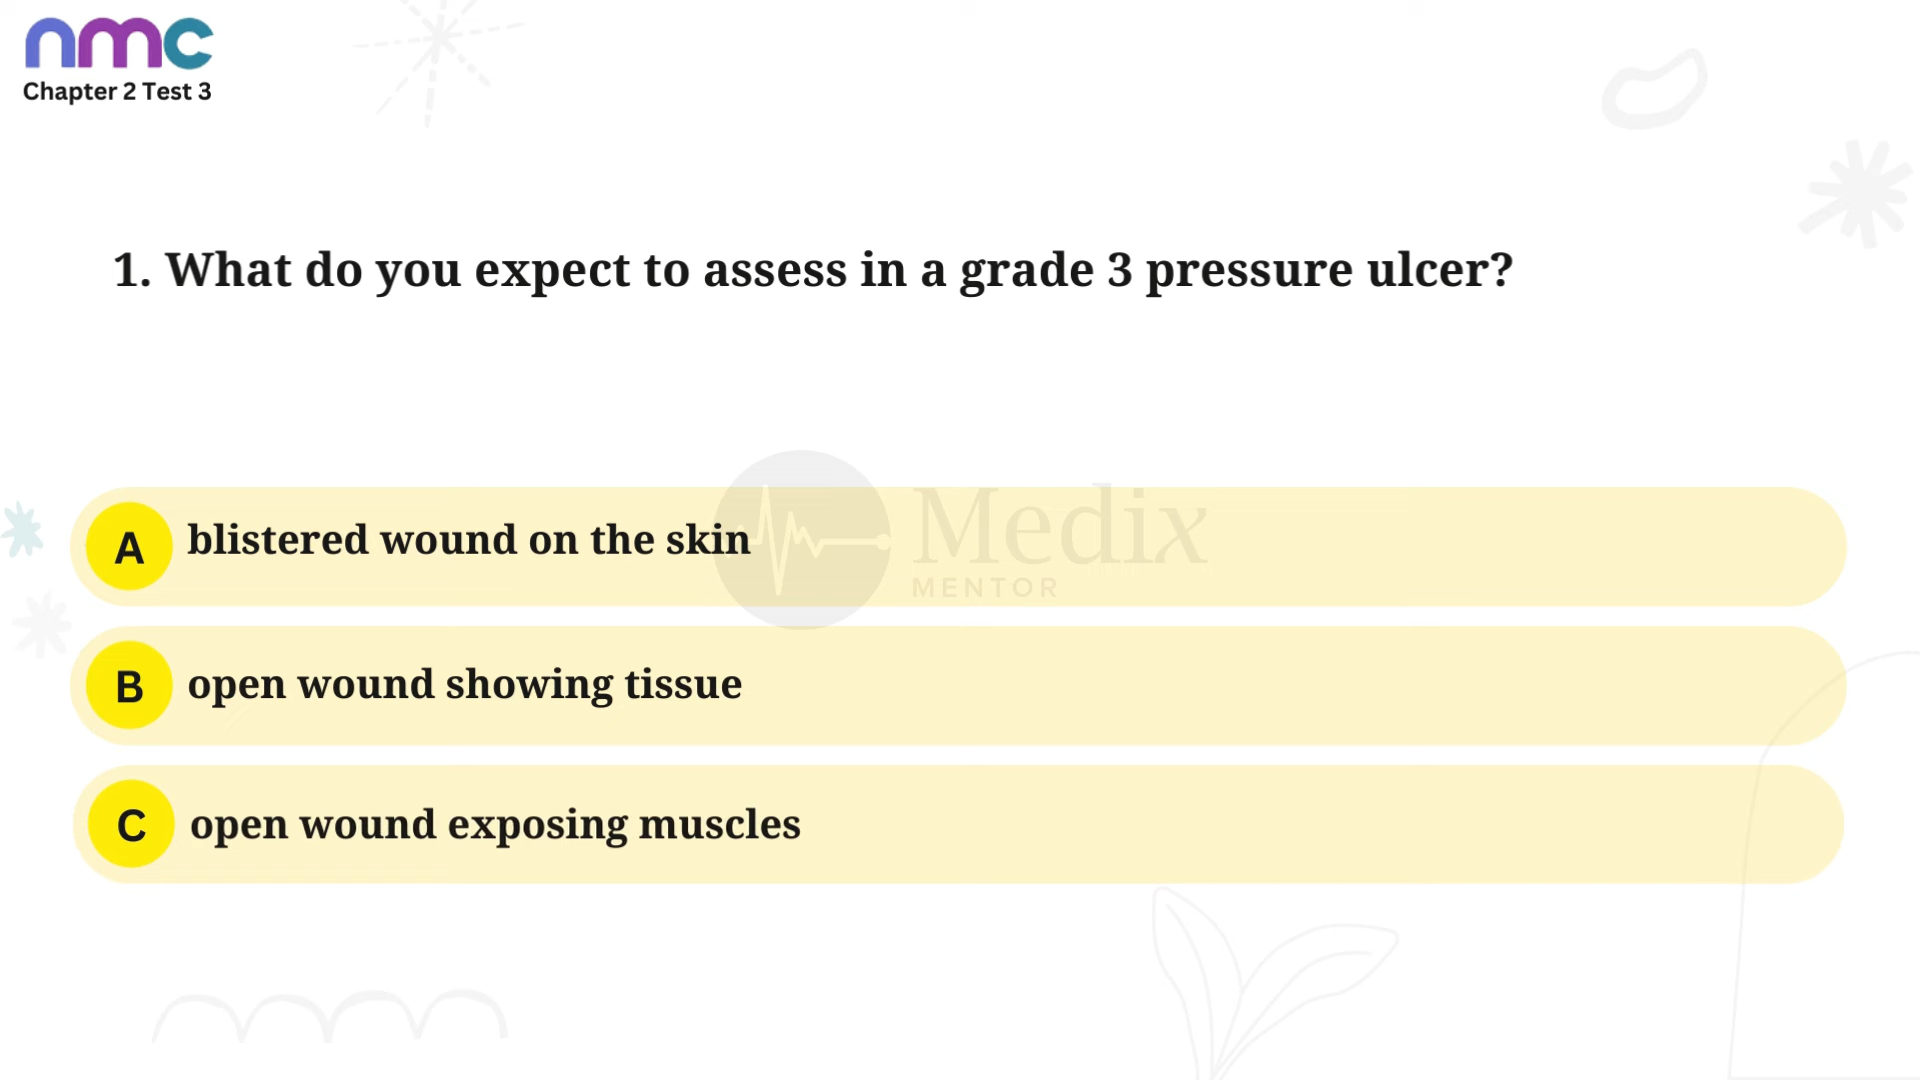 nmc
Chapter 2 Test 3
1. What do you expect to assess in a grade 3 pressure ulcer?
A blistered wound on the skin
Medix
MENTOR
B open wound showing tissue
C open wound exposing muscles